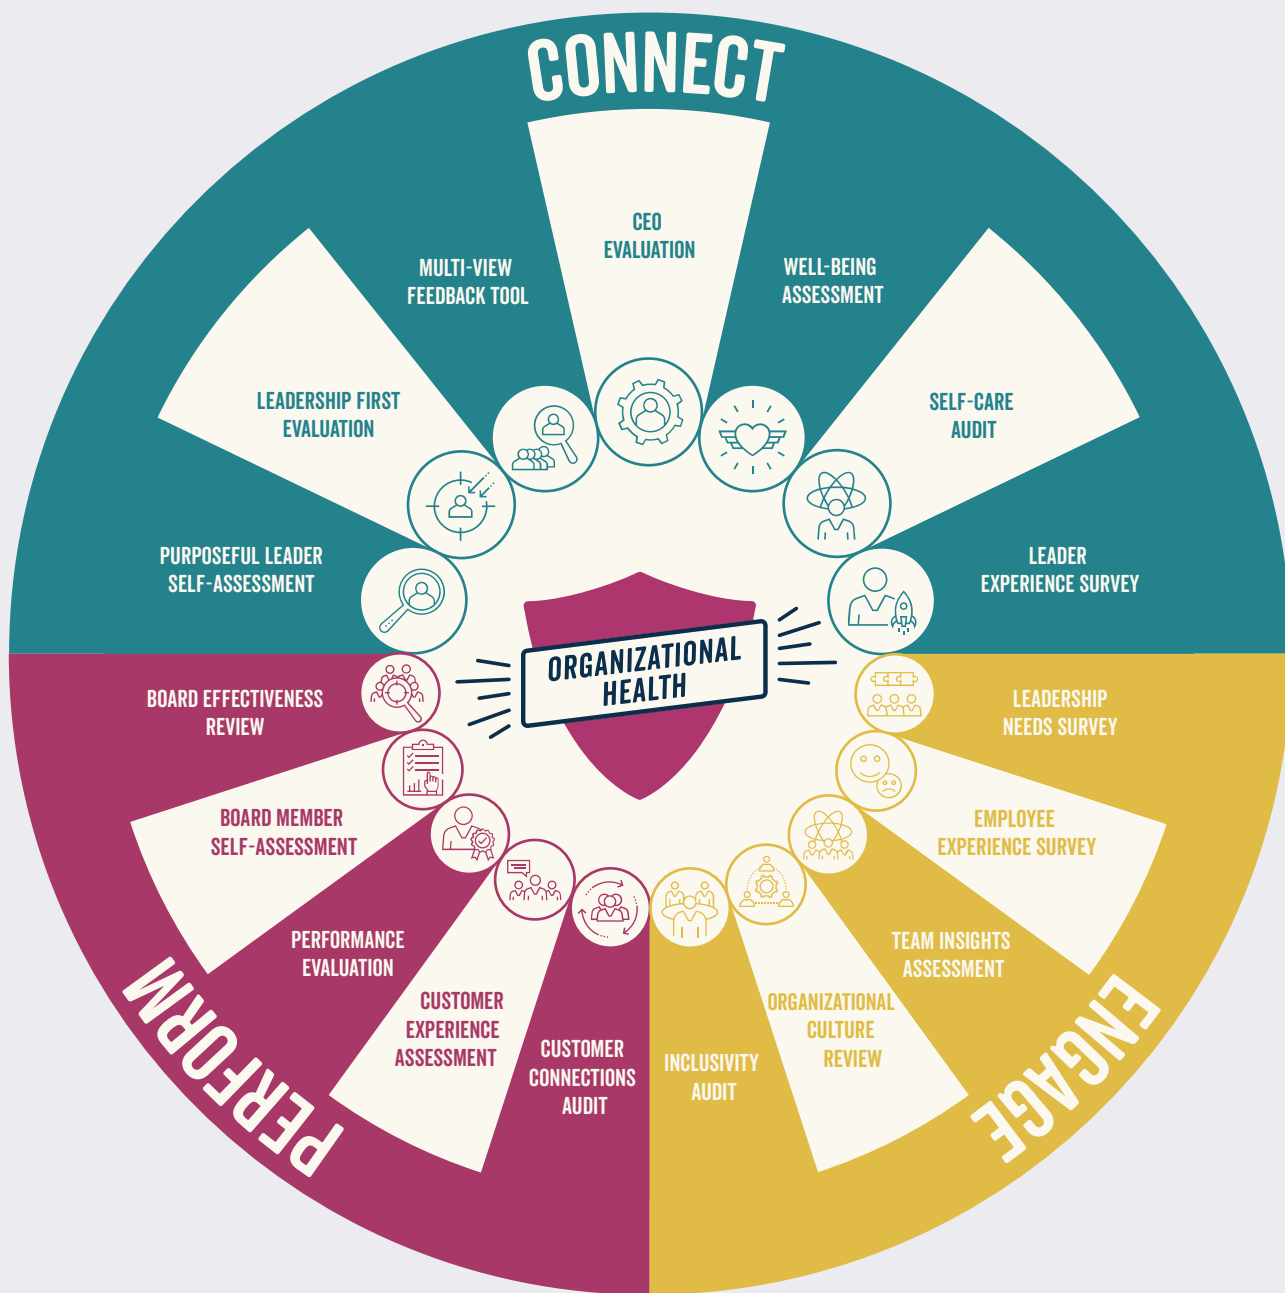 CONNECT
CEO
EVALUATION
MULTI-VIEW
FEEDBACK TOOL
WELL-BEING
ASSESSMENT
LEADERSHIP FIRST
EVALUATION
SELF-CARE
AUDIT
PURPOSEFUL LEADER
SELF-ASSESSMENT
LEADER
EXPERIENCE SURVEY
ORGANIZATIONAL
HEALTH
BOARD EFFECTIVENESS
REVIEW
LEADERSHIP
NEEDS SURVEY
BOARD MEMBER
SELF-ASSESSMENT
EMPLOYEE
EXPERIENCE SURVEY
PERFORMANCE
EVALUATION
TEAM INSIGHTS
ASSESSMENT
CUSTOMER
EXPERIENCE
ASSESSMENT
ORGANIZATIONAL
CULTURE
REVIEW
CUSTOMER
CONNECTIONS
AUDIT
INCLUSIVITY
AUDIT
PERFORM
ENGAGE